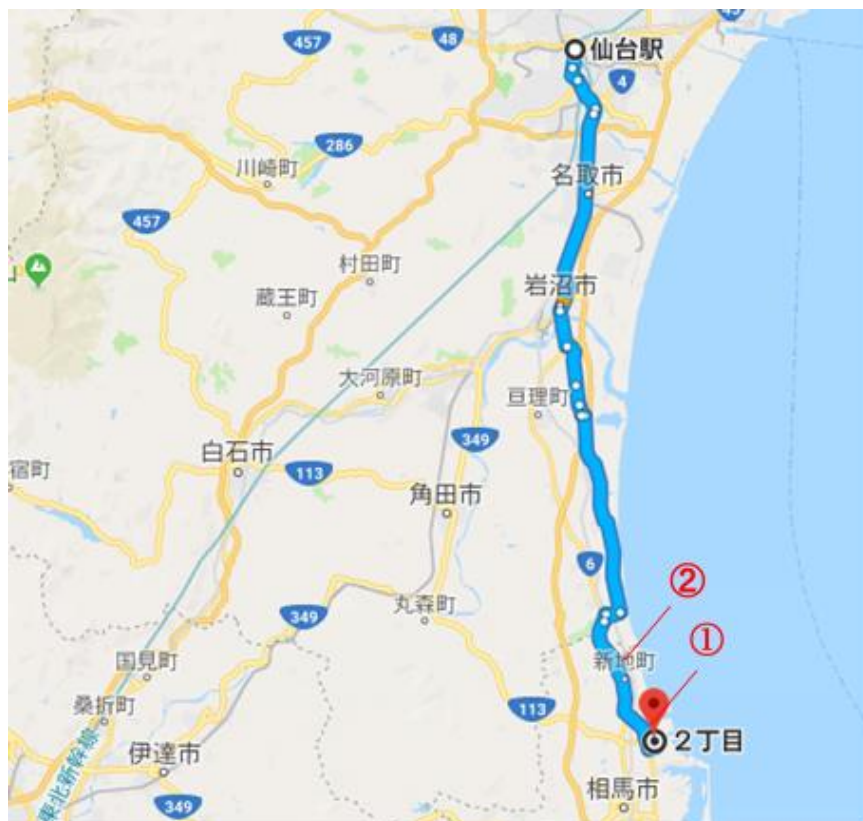 457
48
45
仙台駅
4
286
川崎町
名取市
457
村田町
岩沼市
蔵王町
大河原町
亘理町
349
白石市
宿町
113
角田市
6
②
丸森町
349
①
国見町
新地町
113
桑折町
2丁目
伊達市
東北新幹線
相馬市
349